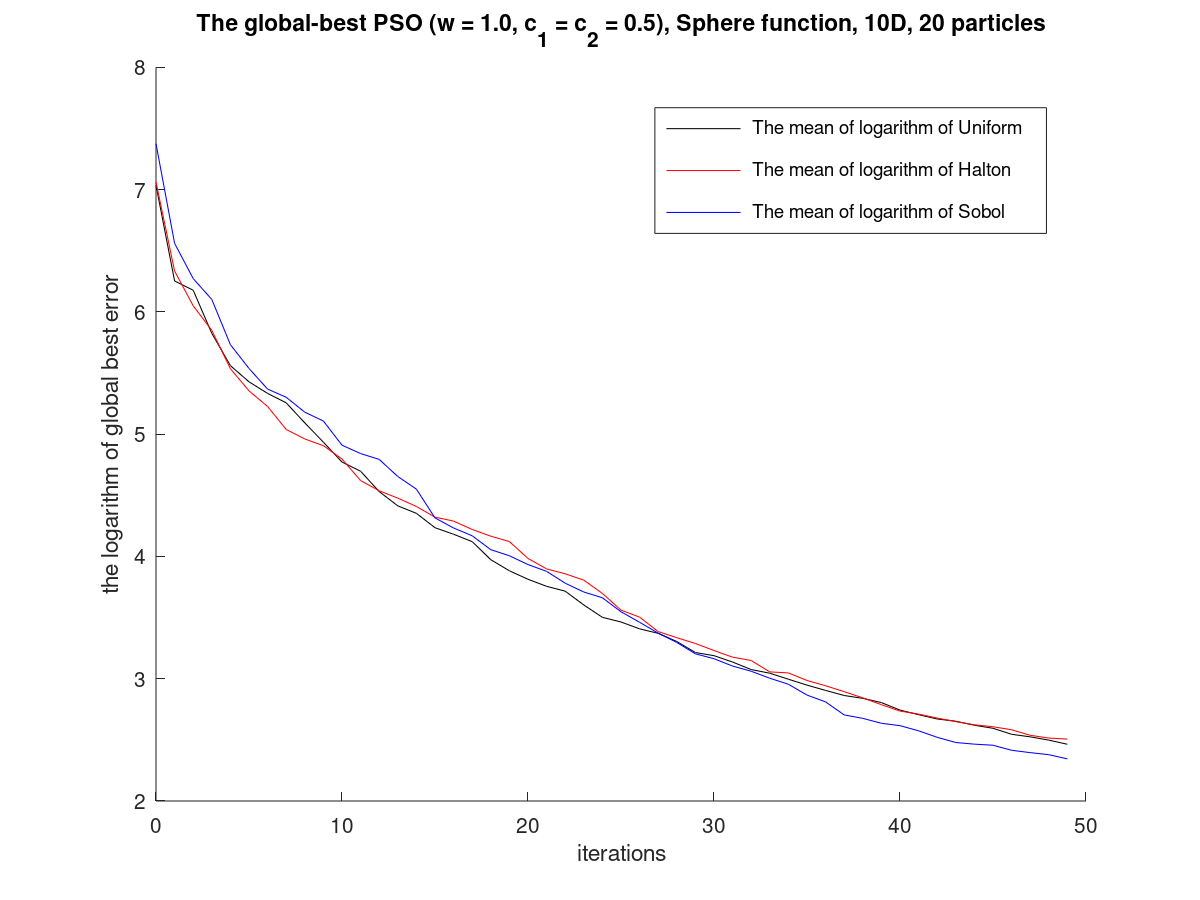 The global-best PSO (w = 1.0, c₁ = c₂ = 0.5), Sphere function, 10D, 20 particles
8
7
6
5
4
3
2
the logarithm of global best error
The mean of logarithm of Uniform
The mean of logarithm of Halton
The mean of logarithm of Sobol
0 10 20 30 40 50
iterations